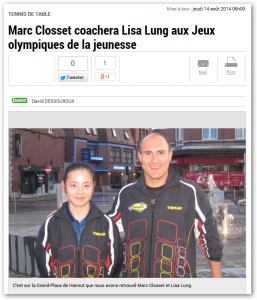 TENNIS DE TABLE
Mise à jour : jeudi 14 août 2014 06h00
Marc Closset coachera Lisa Lung aux Jeux
olympiques de la jeunesse
0
1
Tweeter
g+1
Mail
Print
David DESSOUROUX
C'est sur la Grand-Place de Hannut que nous avons retrouvé Marc Closset et Lisa Lung.